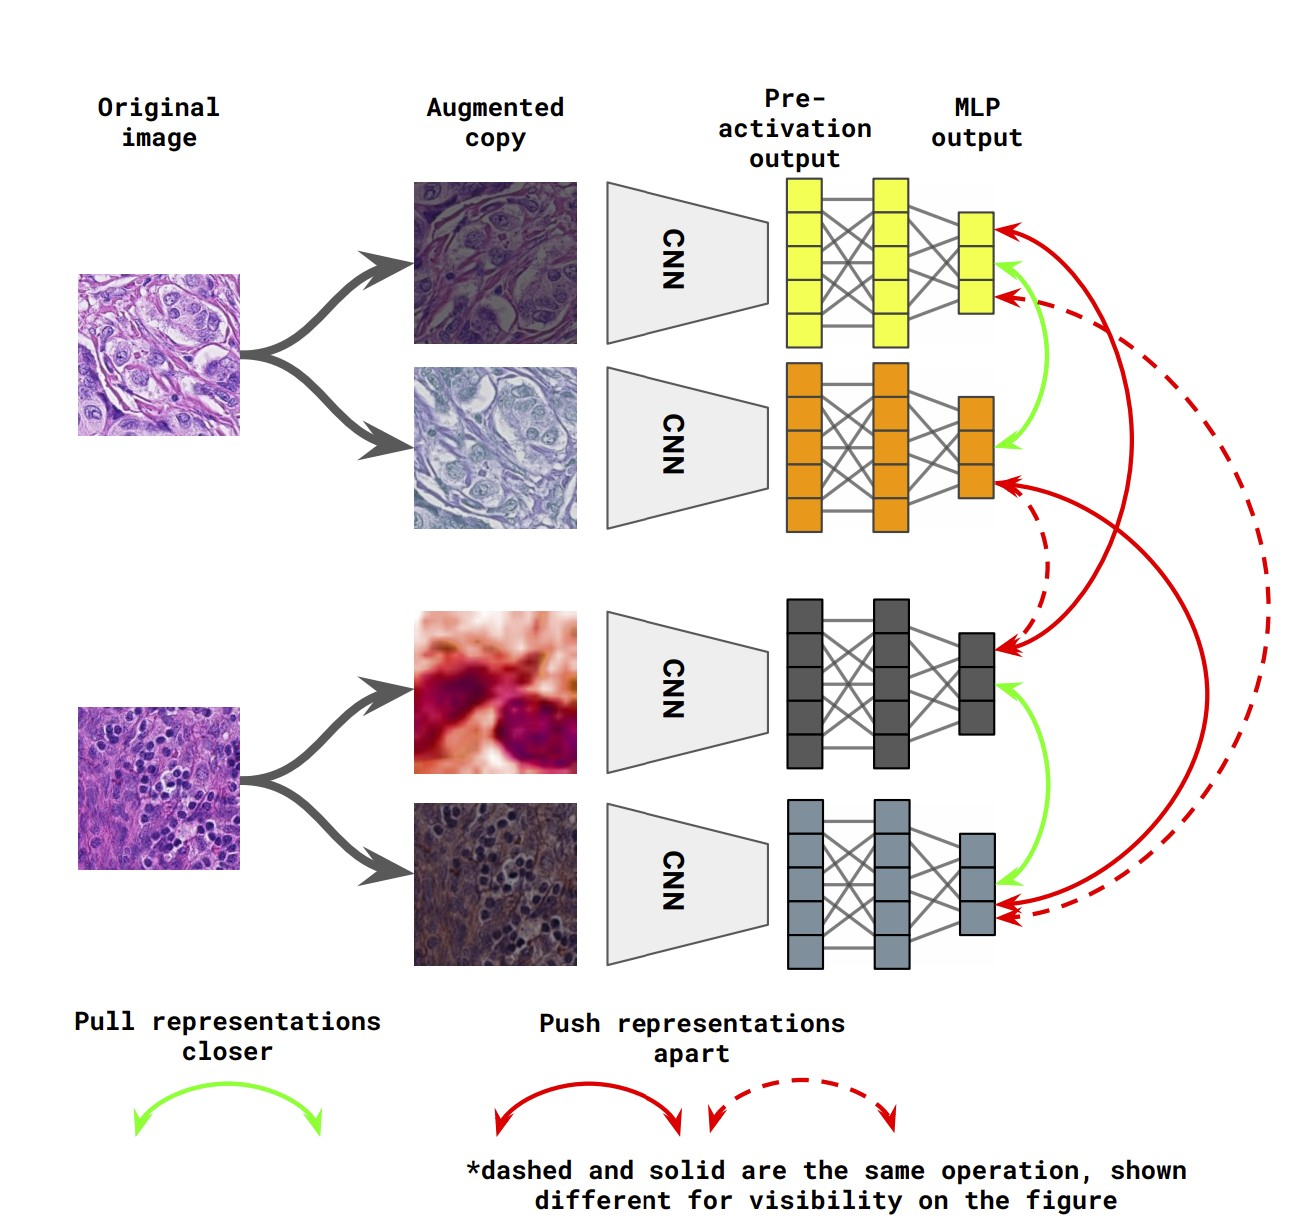 Original
image
Augmented
copy
Pre-
activation
output
MLP
output
CNN
CNN
CNN
CNN
Pull representations
closer
Push representations
apart
*dashed and solid are the same operation, shown
different for visibility on the figure